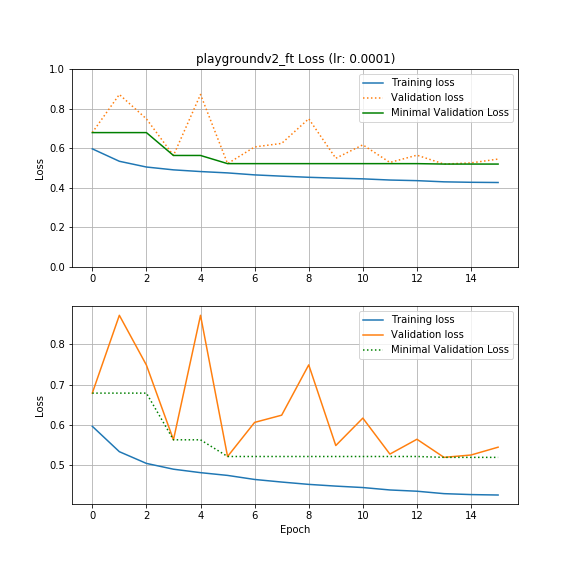 playgroundv2_ft Loss (lr: 0.0001)
1.0
0.8
0.6
0.4
0.2
0.0
Loss
Training loss
Validation loss
Minimal Validation Loss
0 2 4 6 8 10 12 14
0.8
0.7
0.6
0.5
Loss
Training loss
Validation loss
Minimal Validation Loss
0 2 4 6 8 10 12 14
Epoch